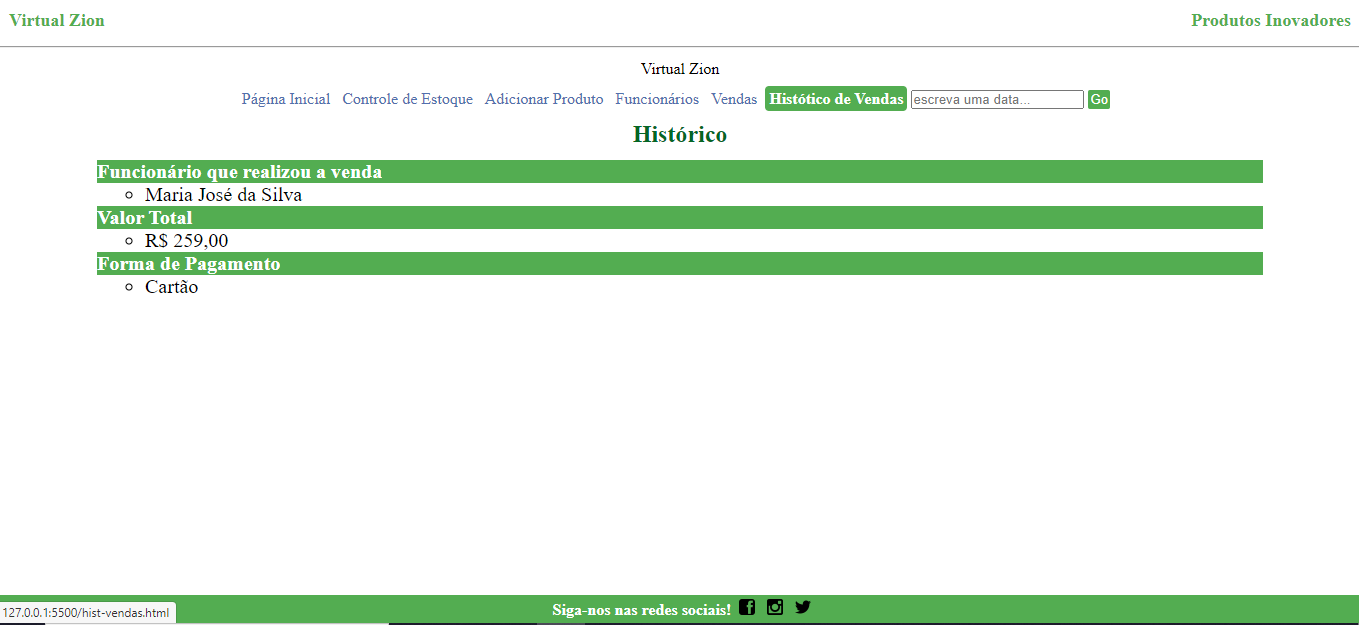 Virtual Zion Produtos Inovadores
Virtual Zion
Página Inicial Controle de Estoque Adicionar Produto Funcionários Vendas Histótico de Vendas escreva uma data... Go
Histórico
Funcionário que realizou a venda
Maria José da Silva
Valor Total
R$ 259,00
Forma de Pagamento
Cartão
Siga-nos nas redes sociais!
127.0.0.1:5500/hist-vendas.html